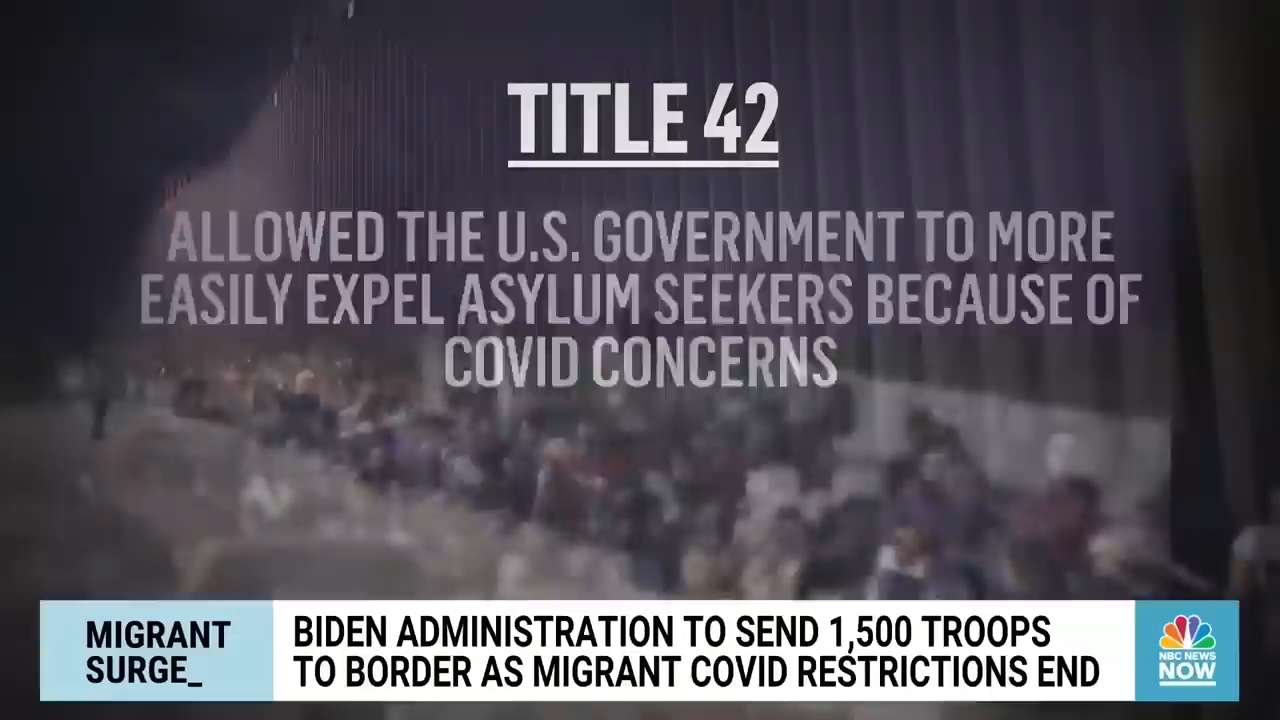 TITLE 42
ALLOWED THE U.S. GOVERNMENT TO MORE
EASILY EXPEL ASYLUM SEEKERS BECAUSE OF
COVID CONCERNS
MIGRANT
SURGE_
BIDEN ADMINISTRATION TO SEND 1,500 TROOPS
TO BORDER AS MIGRANT COVID RESTRICTIONS END
NBC NEWS
NOW